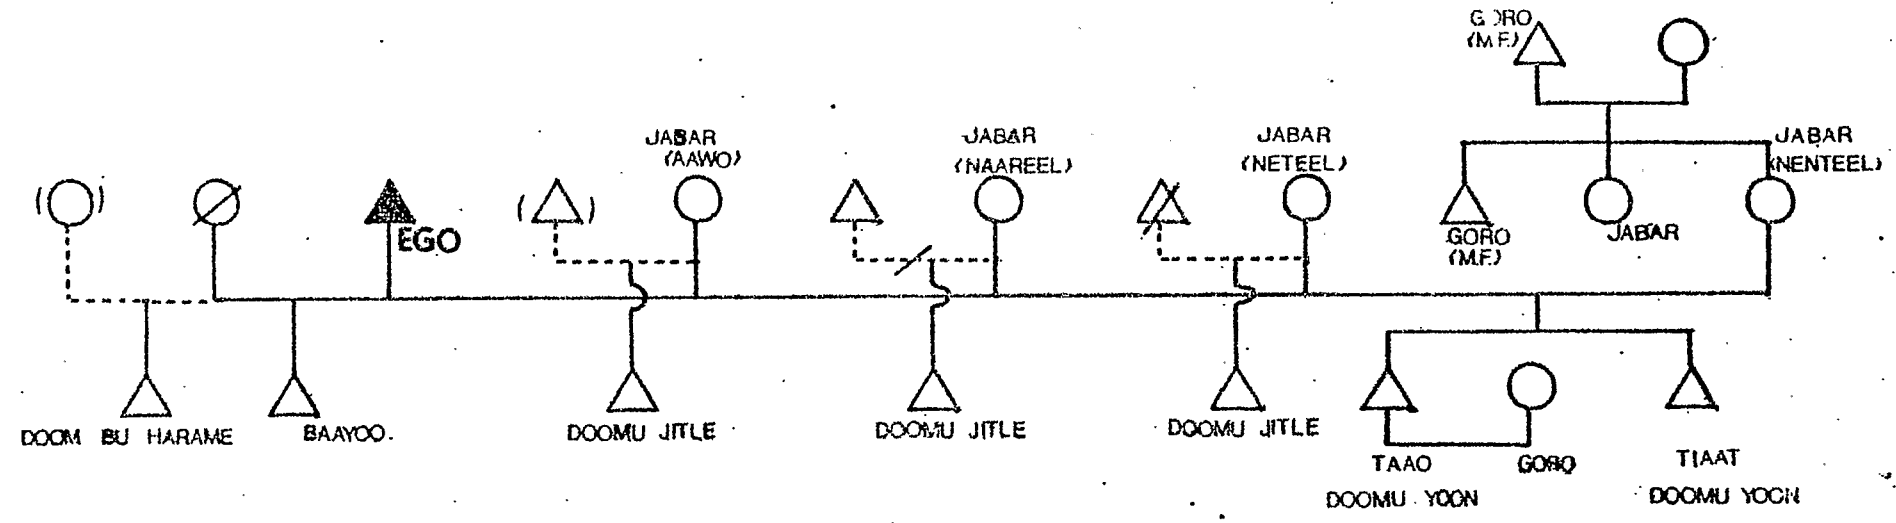 GORO
(M.F.)
JABAR
(AAWO)
JABAR
(NAAREEL)
JABAR
(NETEEL)
JABAR
(NENTEEL)
EGO
GORO
(M.F.)
JABAR
DOOM BU HARAME
BAAYOO.
DOOMU JITLE
DOOMU JITLE
DOOMU JITLE
TAAO
DOOMU YOON
GORO
TIAAT
DOOMU YOON